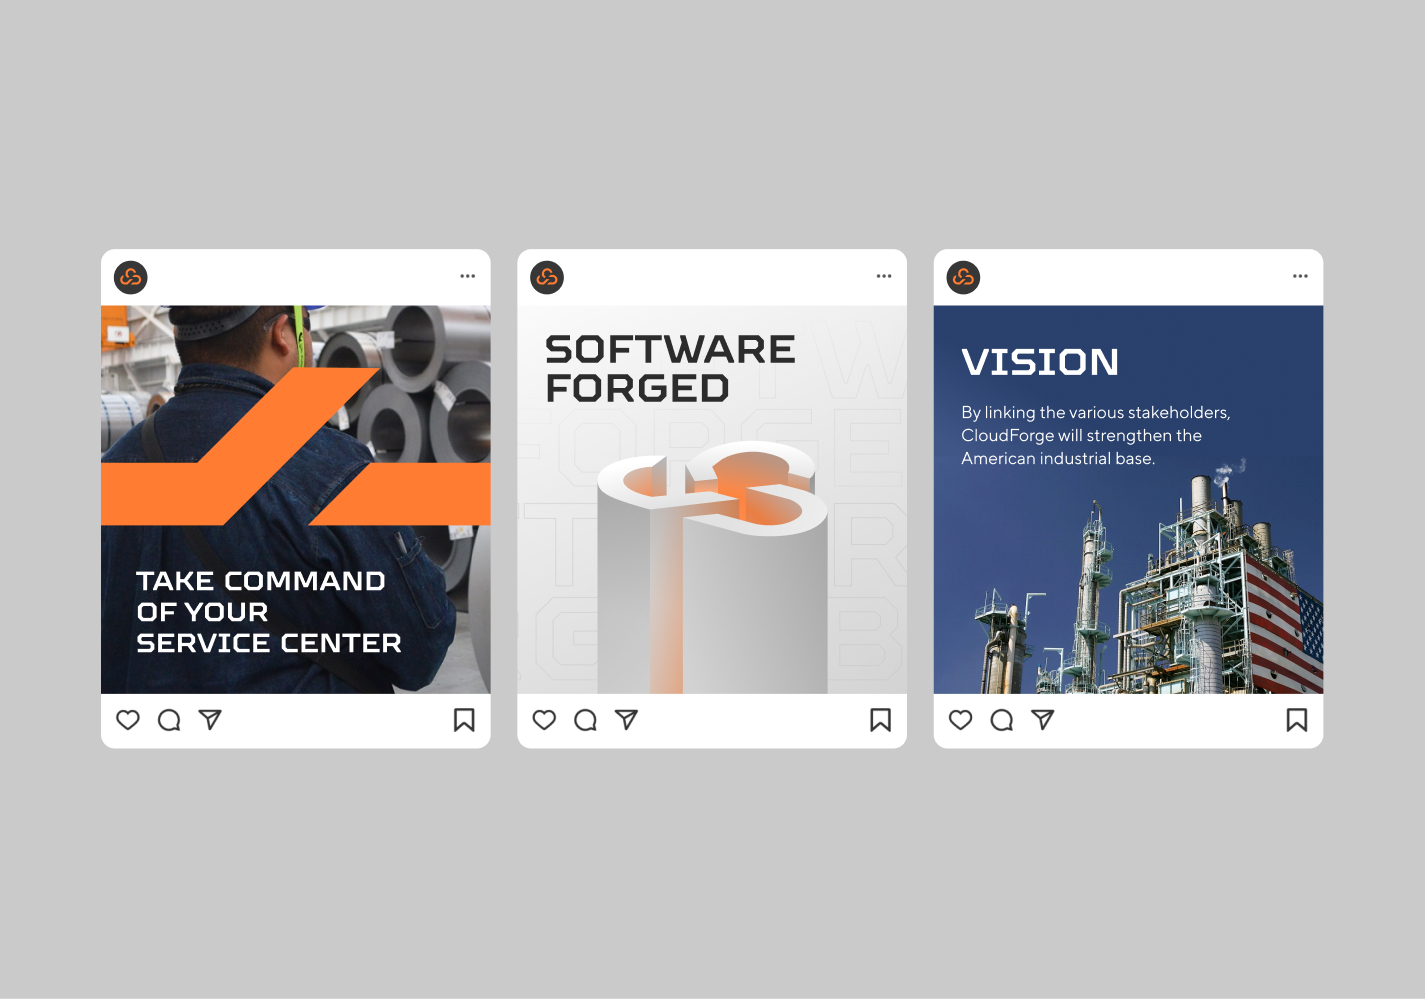 TAKE COMMAND
OF YOUR
SERVICE CENTER
SOFTWARE
FORGED
VISION
By linking the various stakeholders,
CloudForge will strengthen the
American industrial base.